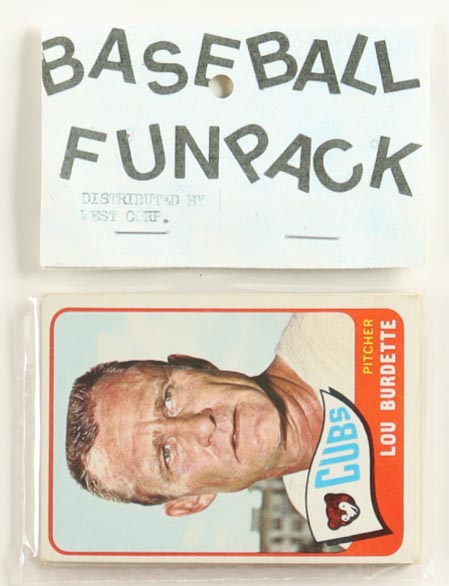 BASEBALL
FUNPACK
DISTRIBUTED BY
WEST CORP.
PITCHER
LOU BURDETTE
CUBS